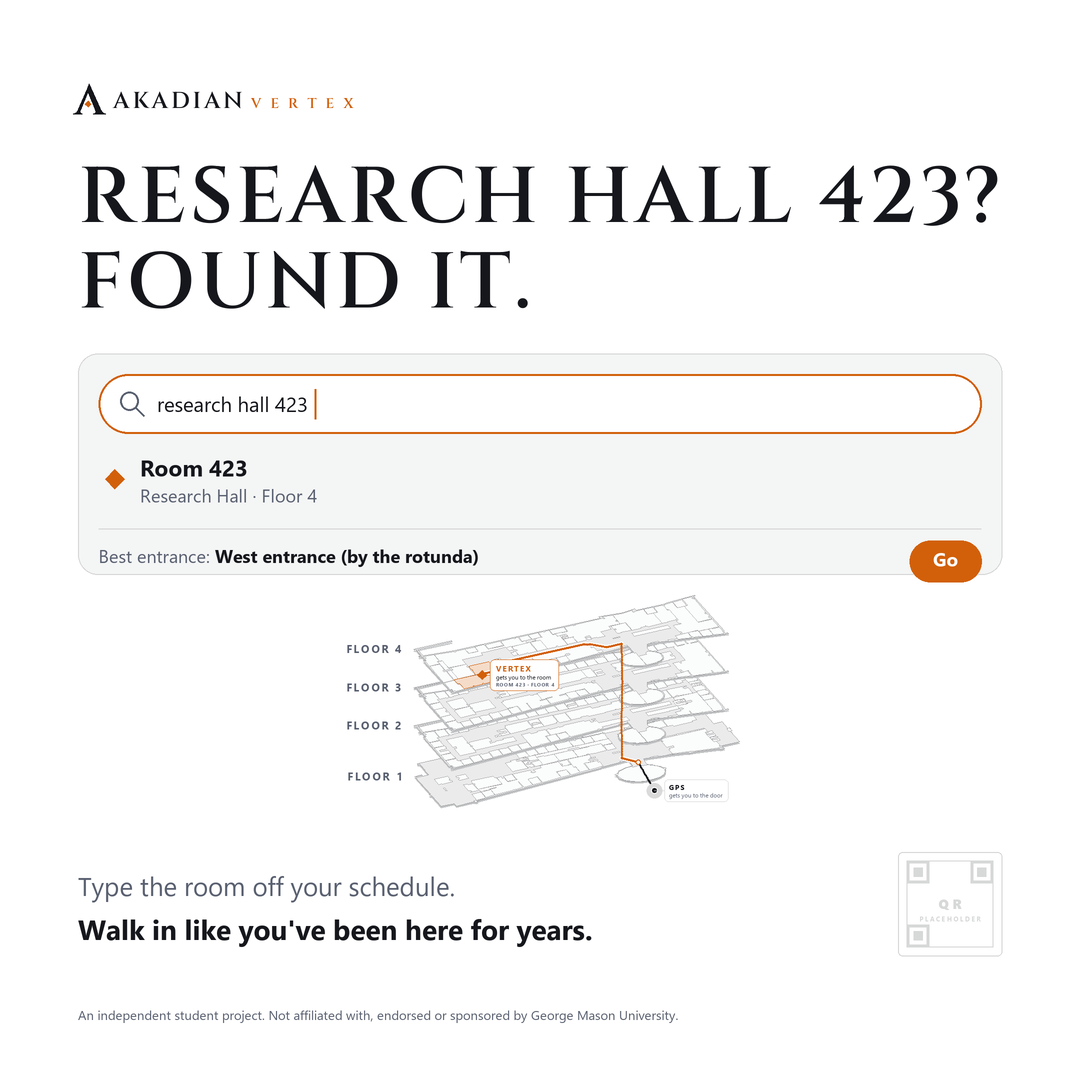 AKADIAN VERTEX
RESEARCH HALL 423?
FOUND IT.
research hall 423
Room 423
Research Hall · Floor 4
Best entrance: West entrance (by the rotunda)
Go
FLOOR 4
VERTEX
gets you to the room
ROOM 423 · FLOOR 4
FLOOR 3
FLOOR 2
FLOOR 1
GPS
gets you to the door
Type the room off your schedule.
Walk in like you've been here for years.
QR
PLACEHOLDER
An independent student project. Not affiliated with, endorsed or sponsored by George Mason University.